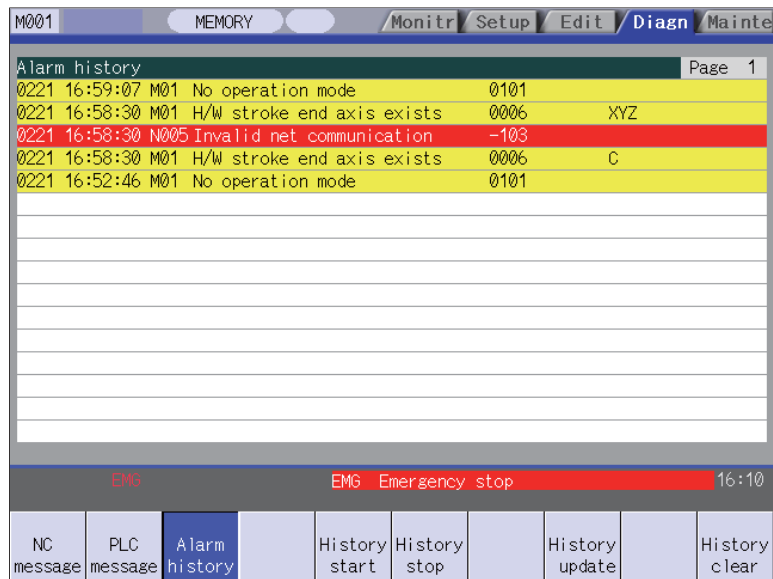 M001 MEMORY Monitr Setup Edit Diagn Mainte
Alarm history Page 1
0221 16:59:07 M01 No operation mode 0101
0221 16:58:30 M01 H/W stroke end axis exists 0006 XYZ
0221 16:58:30 N005 Invalid net communication -103
0221 16:58:30 M01 H/W stroke end axis exists 0006 C
0221 16:52:46 M01 No operation mode 0101
EMG EMG Emergency stop 16:10
NC PLC Alarm History History History History
message message history start stop update clear